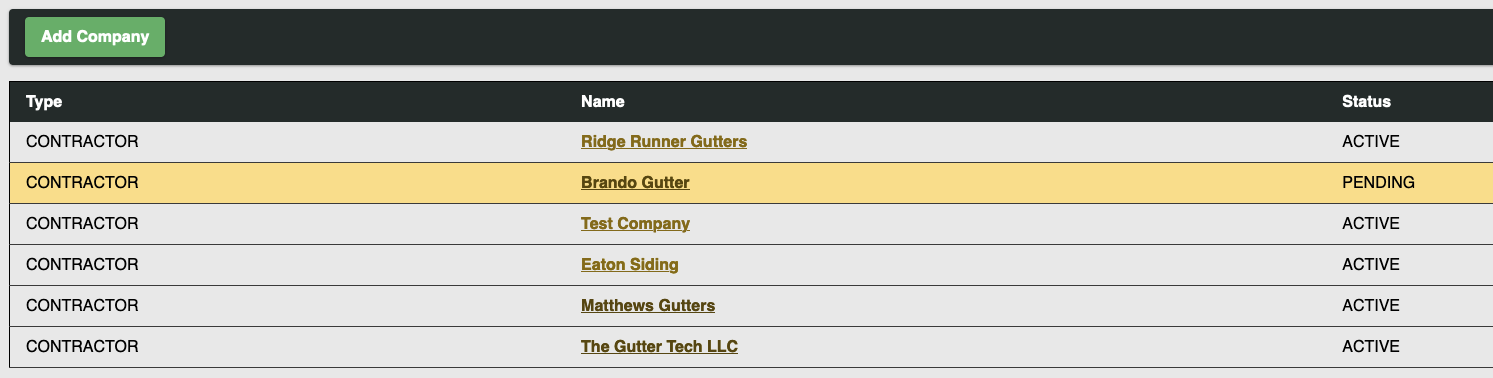 Add Company
Type Name Status
CONTRACTOR Ridge Runner Gutters ACTIVE
CONTRACTOR Brando Gutter PENDING
CONTRACTOR Test Company ACTIVE
CONTRACTOR Eaton Siding ACTIVE
CONTRACTOR Matthews Gutters ACTIVE
CONTRACTOR The Gutter Tech LLC ACTIVE